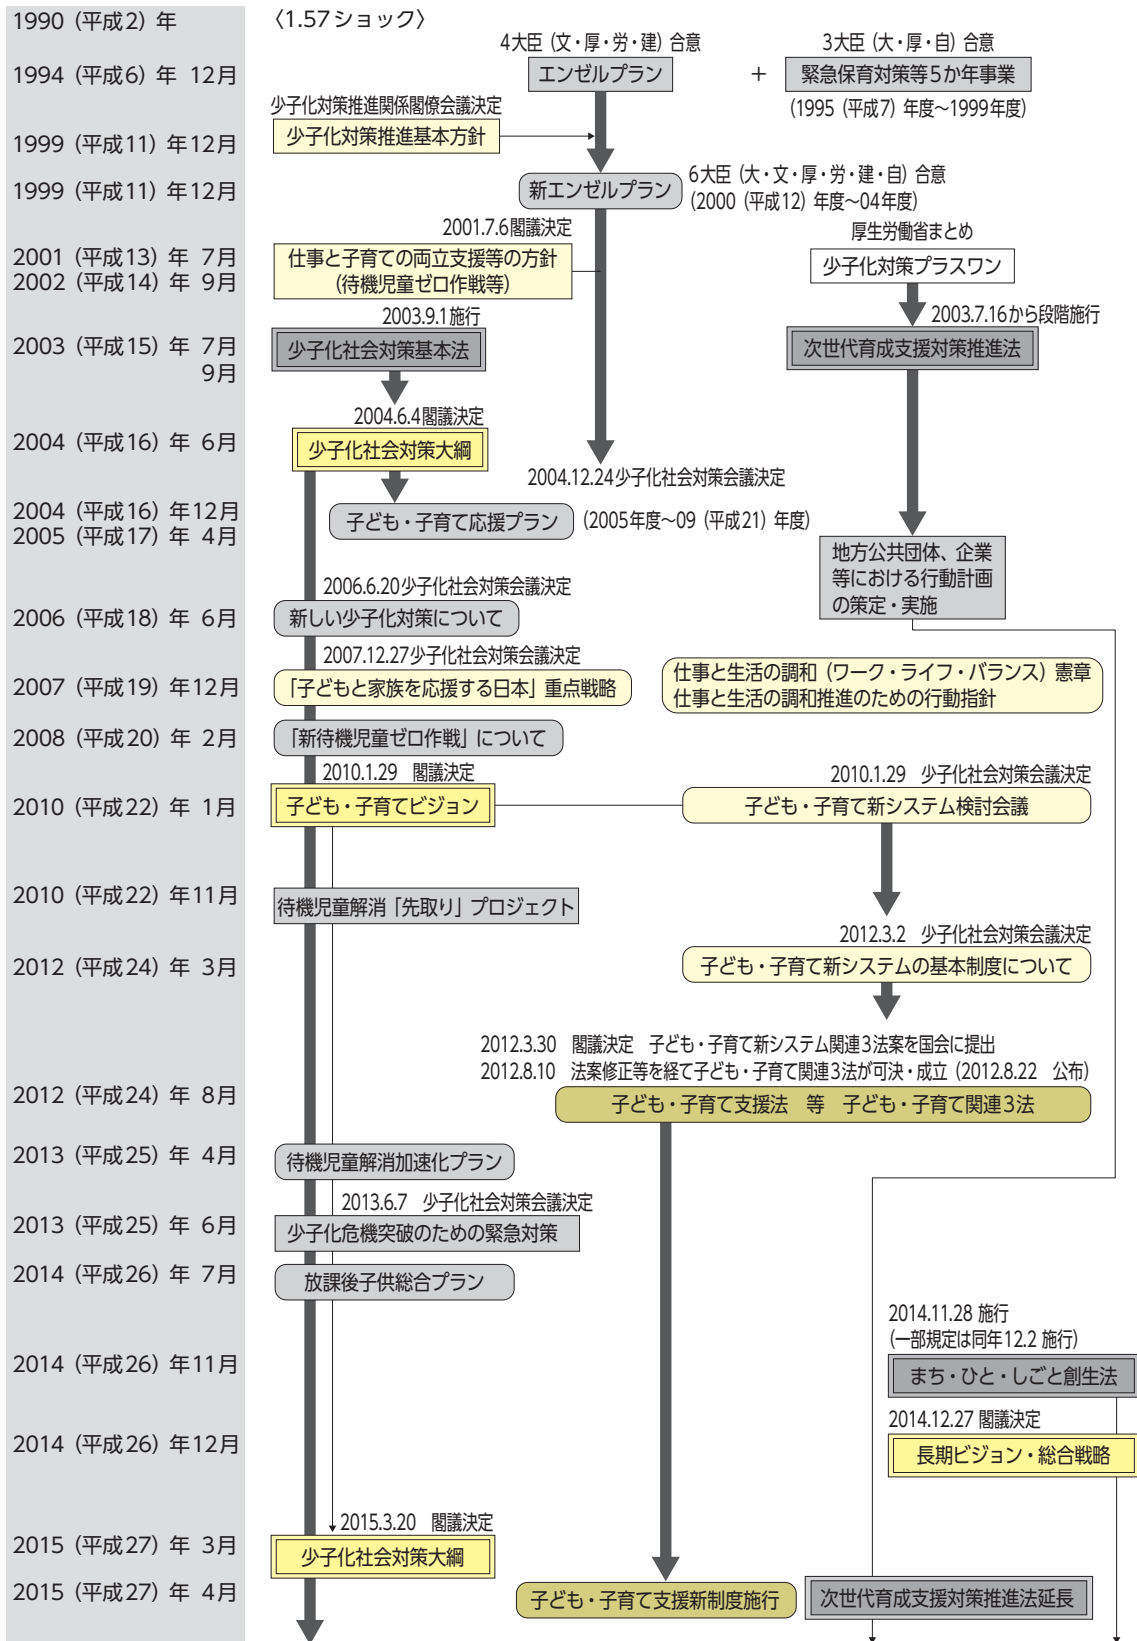 1990（平成2）年
〈1.57ショック〉
4大臣（文・厚・労・建）合意
3大臣（大・厚・自）合意
1994（平成6）年 12月
エンゼルプラン
+
緊急保育対策等5か年事業
（1995（平成7）年度～1999年度）
少子化対策推進関係閣僚会議決定
1999（平成11）年12月
少子化対策推進基本方針
1999（平成11）年12月
新エンゼルプラン
6大臣（大・文・厚・労・建・自）合意
（2000（平成12）年度～04年度）
2001.7.6閣議決定
厚生労働省まとめ
2001（平成13）年 7月
2002（平成14）年 9月
仕事と子育ての両立支援等の方針
（待機児童ゼロ作戦等）
少子化対策プラスワン
2003.9.1施行
2003.7.16から段階施行
2003（平成15）年 7月
9月
少子化社会対策基本法
次世代育成支援対策推進法
2004.6.4閣議決定
2004（平成16）年 6月
少子化社会対策大綱
2004.12.24少子化社会対策会議決定
2004（平成16）年12月
2005（平成17）年 4月
子ども・子育て応援プラン
（2005年度～09（平成21）年度）
地方公共団体、企業
等における行動計画
の策定・実施
2006.6.20少子化社会対策会議決定
2006（平成18）年 6月
新しい少子化対策について
2007.12.27少子化社会対策会議決定
2007（平成19）年12月
「子どもと家族を応援する日本」重点戦略
仕事と生活の調和（ワーク・ライフ・バランス）憲章
仕事と生活の調和推進のための行動指針
2008（平成20）年 2月
「新待機児童ゼロ作戦」について
2010.1.29　閣議決定
2010.1.29　少子化社会対策会議決定
2010（平成22）年 1月
子ども・子育てビジョン
子ども・子育て新システム検討会議
2010（平成22）年11月
待機児童解消「先取り」プロジェクト
2012.3.2　少子化社会対策会議決定
2012（平成24）年 3月
子ども・子育て新システムの基本制度について
2012.3.30　閣議決定　子ども・子育て新システム関連3法案を国会に提出
2012.8.10　法案修正等を経て子ども・子育て関連3法が可決・成立（2012.8.22　公布）
2012（平成24）年 8月
子ども・子育て支援法　等　子ども・子育て関連3法
2013（平成25）年 4月
待機児童解消加速化プラン
2013.6.7　少子化社会対策会議決定
2013（平成25）年 6月
少子化危機突破のための緊急対策
2014（平成26）年 7月
放課後子供総合プラン
2014.11.28 施行
（一部規定は同年12.2 施行）
2014（平成26）年11月
まち・ひと・しごと創生法
2014.12.27 閣議決定
2014（平成26）年12月
長期ビジョン・総合戦略
2015.3.20　閣議決定
2015（平成27）年 3月
少子化社会対策大綱
2015（平成27）年 4月
子ども・子育て支援新制度施行
次世代育成支援対策推進法延長